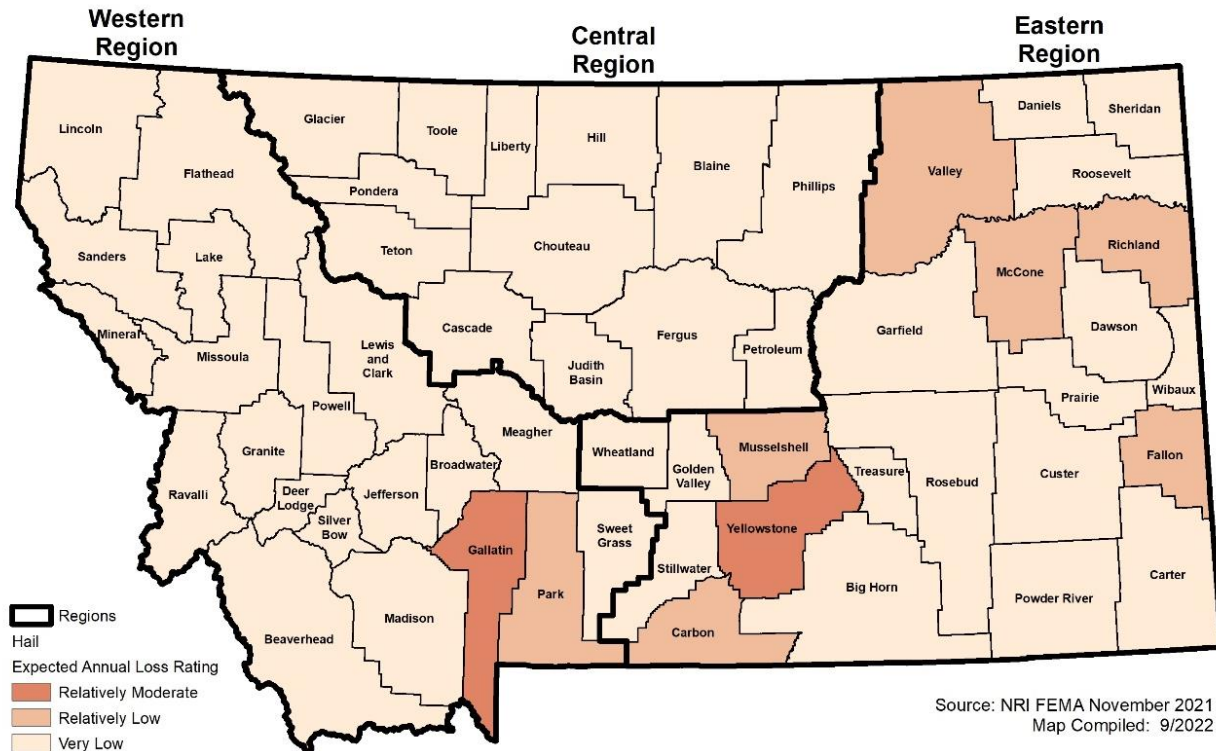 Western
Region
Central
Region
Eastern
Region
Lincoln
Flathead
Glacier
Toole
Liberty
Hill
Blaine
Phillips
Valley
Daniels
Sheridan
Roosevelt
Pondera
Teton
Chouteau
Sanders
Lake
Richland
McCone
Mineral
Missoula
Lewis
and
Clark
Cascade
Judith
Basin
Fergus
Petroleum
Garfield
Dawson
Powell
Prairie
Wibaux
Meagher
Granite
Broadwater
Wheatland
Golden
Valley
Musselshell
Treasure
Rosebud
Custer
Fallon
Ravalli
Deer
Lodge
Jefferson
Silver
Bow
Gallatin
Sweet
Grass
Yellowstone
Stillwater
Park
Big Horn
Powder River
Carter
Carbon
Madison
Beaverhead
Regions
Hail
Expected Annual Loss Rating
Relatively Moderate
Relatively Low
Very Low
Source: NRI FEMA November 2021
Map Compiled: 9/2022